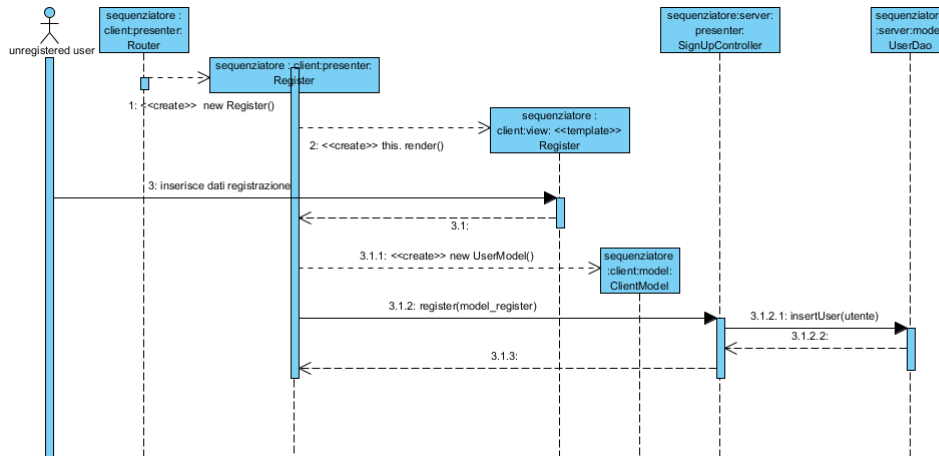 unregistered user
sequenziatore :
client:presenter:
Router
sequenziatore : client:presenter:
Register
sequenziatore:server:
presenter:
SignUpController
sequenziatore
:server:model
UserDao
1: <<create>> new Register()
sequenziatore :
client:view: <<template>>
Register
2: <<create>> this. render()
3: inserisce dati registrazione
3.1:
3.1.1: <<create>> new UserModel()
sequenziatore
:client:model:
ClientModel
3.1.2: register(model_register)
3.1.2.1: insertUser(utente)
3.1.2.2:
3.1.3: